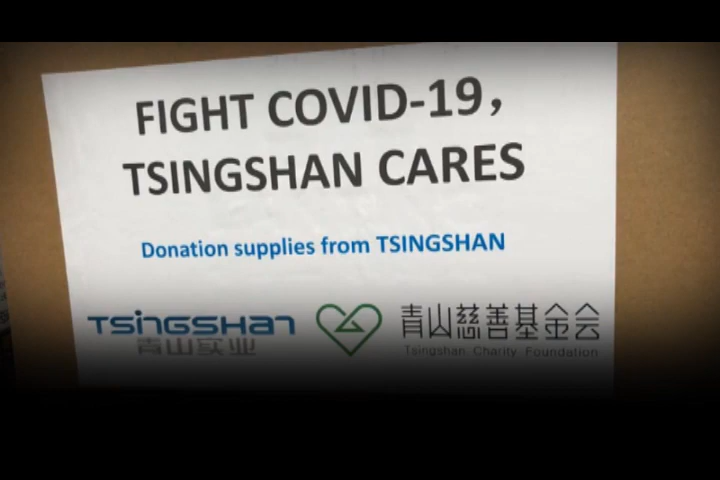 FIGHT COVID-19，
TSINGSHAN CARES
Donation supplies from TSINGSHAN
TSINGSHAN
青山实业
青山慈善基金会
Tsingshan Charity Foundation